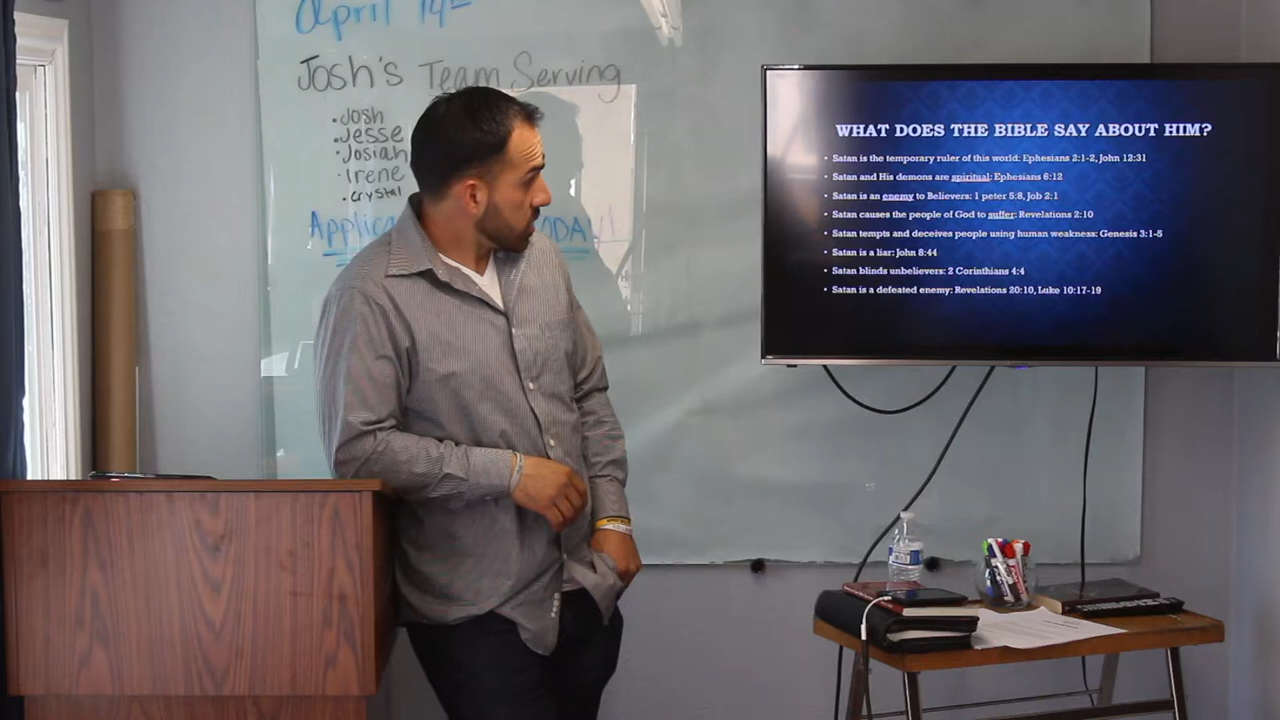 April 14th
Josh's Team Serving
• Josh
• Jesse
• Josiah
• Irene
• Crystal
WHAT DOES THE BIBLE SAY ABOUT HIM?
• Satan is the temporary ruler of this world: Ephesians 2:1-2, John 12:31
• Satan and His demons are spiritual: Ephesians 6:12
• Satan is an enemy to Believers: 1 peter 5:8, Job 2:1
• Satan causes the people of God to suffer: Revelations 2:10
• Satan tempts and deceives people using human weakness: Genesis 3:1-5
• Satan is a liar: John 8:44
• Satan blinds unbelievers: 2 Corinthians 4:4
• Satan is a defeated enemy: Revelations 20:10, Luke 10:17-19